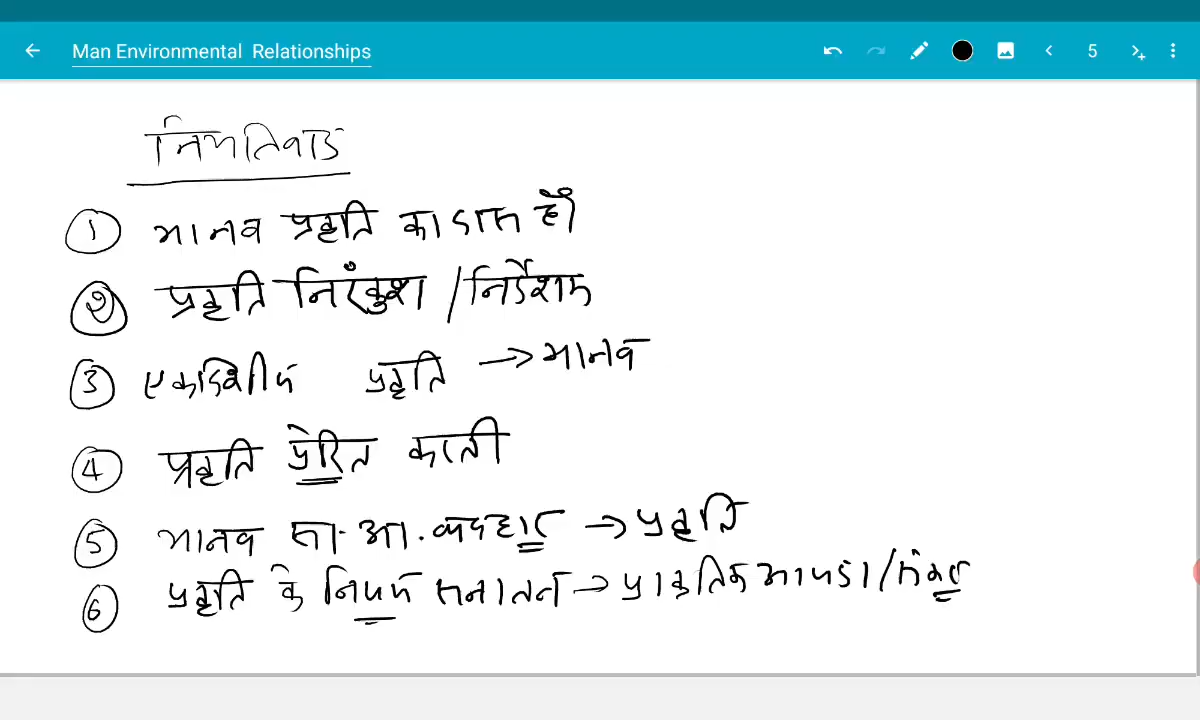 Man Environmental Relationships
5
नियतिवाद
① मानव प्रकृति का दास है
② प्रकृति निरंकुश / निर्देशक
③ एकदिशीय प्रकृति → मानव
④ प्रकृति प्रेरित करती
⑤ मानव सा. आ. व्यवहार → प्रकृति
⑥ प्रकृति के नियम सनातन → प्राकृतिक आपदा / संकट